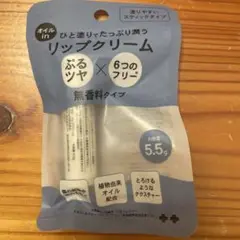 塗りやすい
スティックタイプ
オイル
in
ひと塗りでたっぷり潤う
リップクリーム
ぷる
ツヤ
×
6つの
フリー
無香料タイプ
5.5g
植物由来
オイル
配合
とろける
ような
テクスチャー